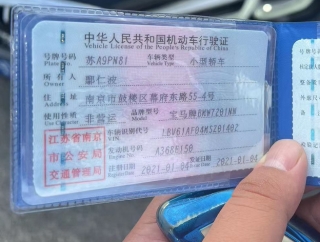 中华人民共和国机动车行驶证
Vehicle License of the People's Republic of China
号牌号码 苏A9PN81 车辆类型 小型轿车
Plate No. Vehicle Type
所有人
Owner
住址 南京市鼓楼区幕府东路55-4号
Address
使用性质 非营运 品牌型号 宝马牌BMW7201NM
Use Character Model
车辆识别代号
VIN
江苏省南京
市公安局
交通管理局
发动机号码 A368N150
Engine No.
注册日期 2021-01-04 发证日期 2021-01-04
Register Date Issue Date